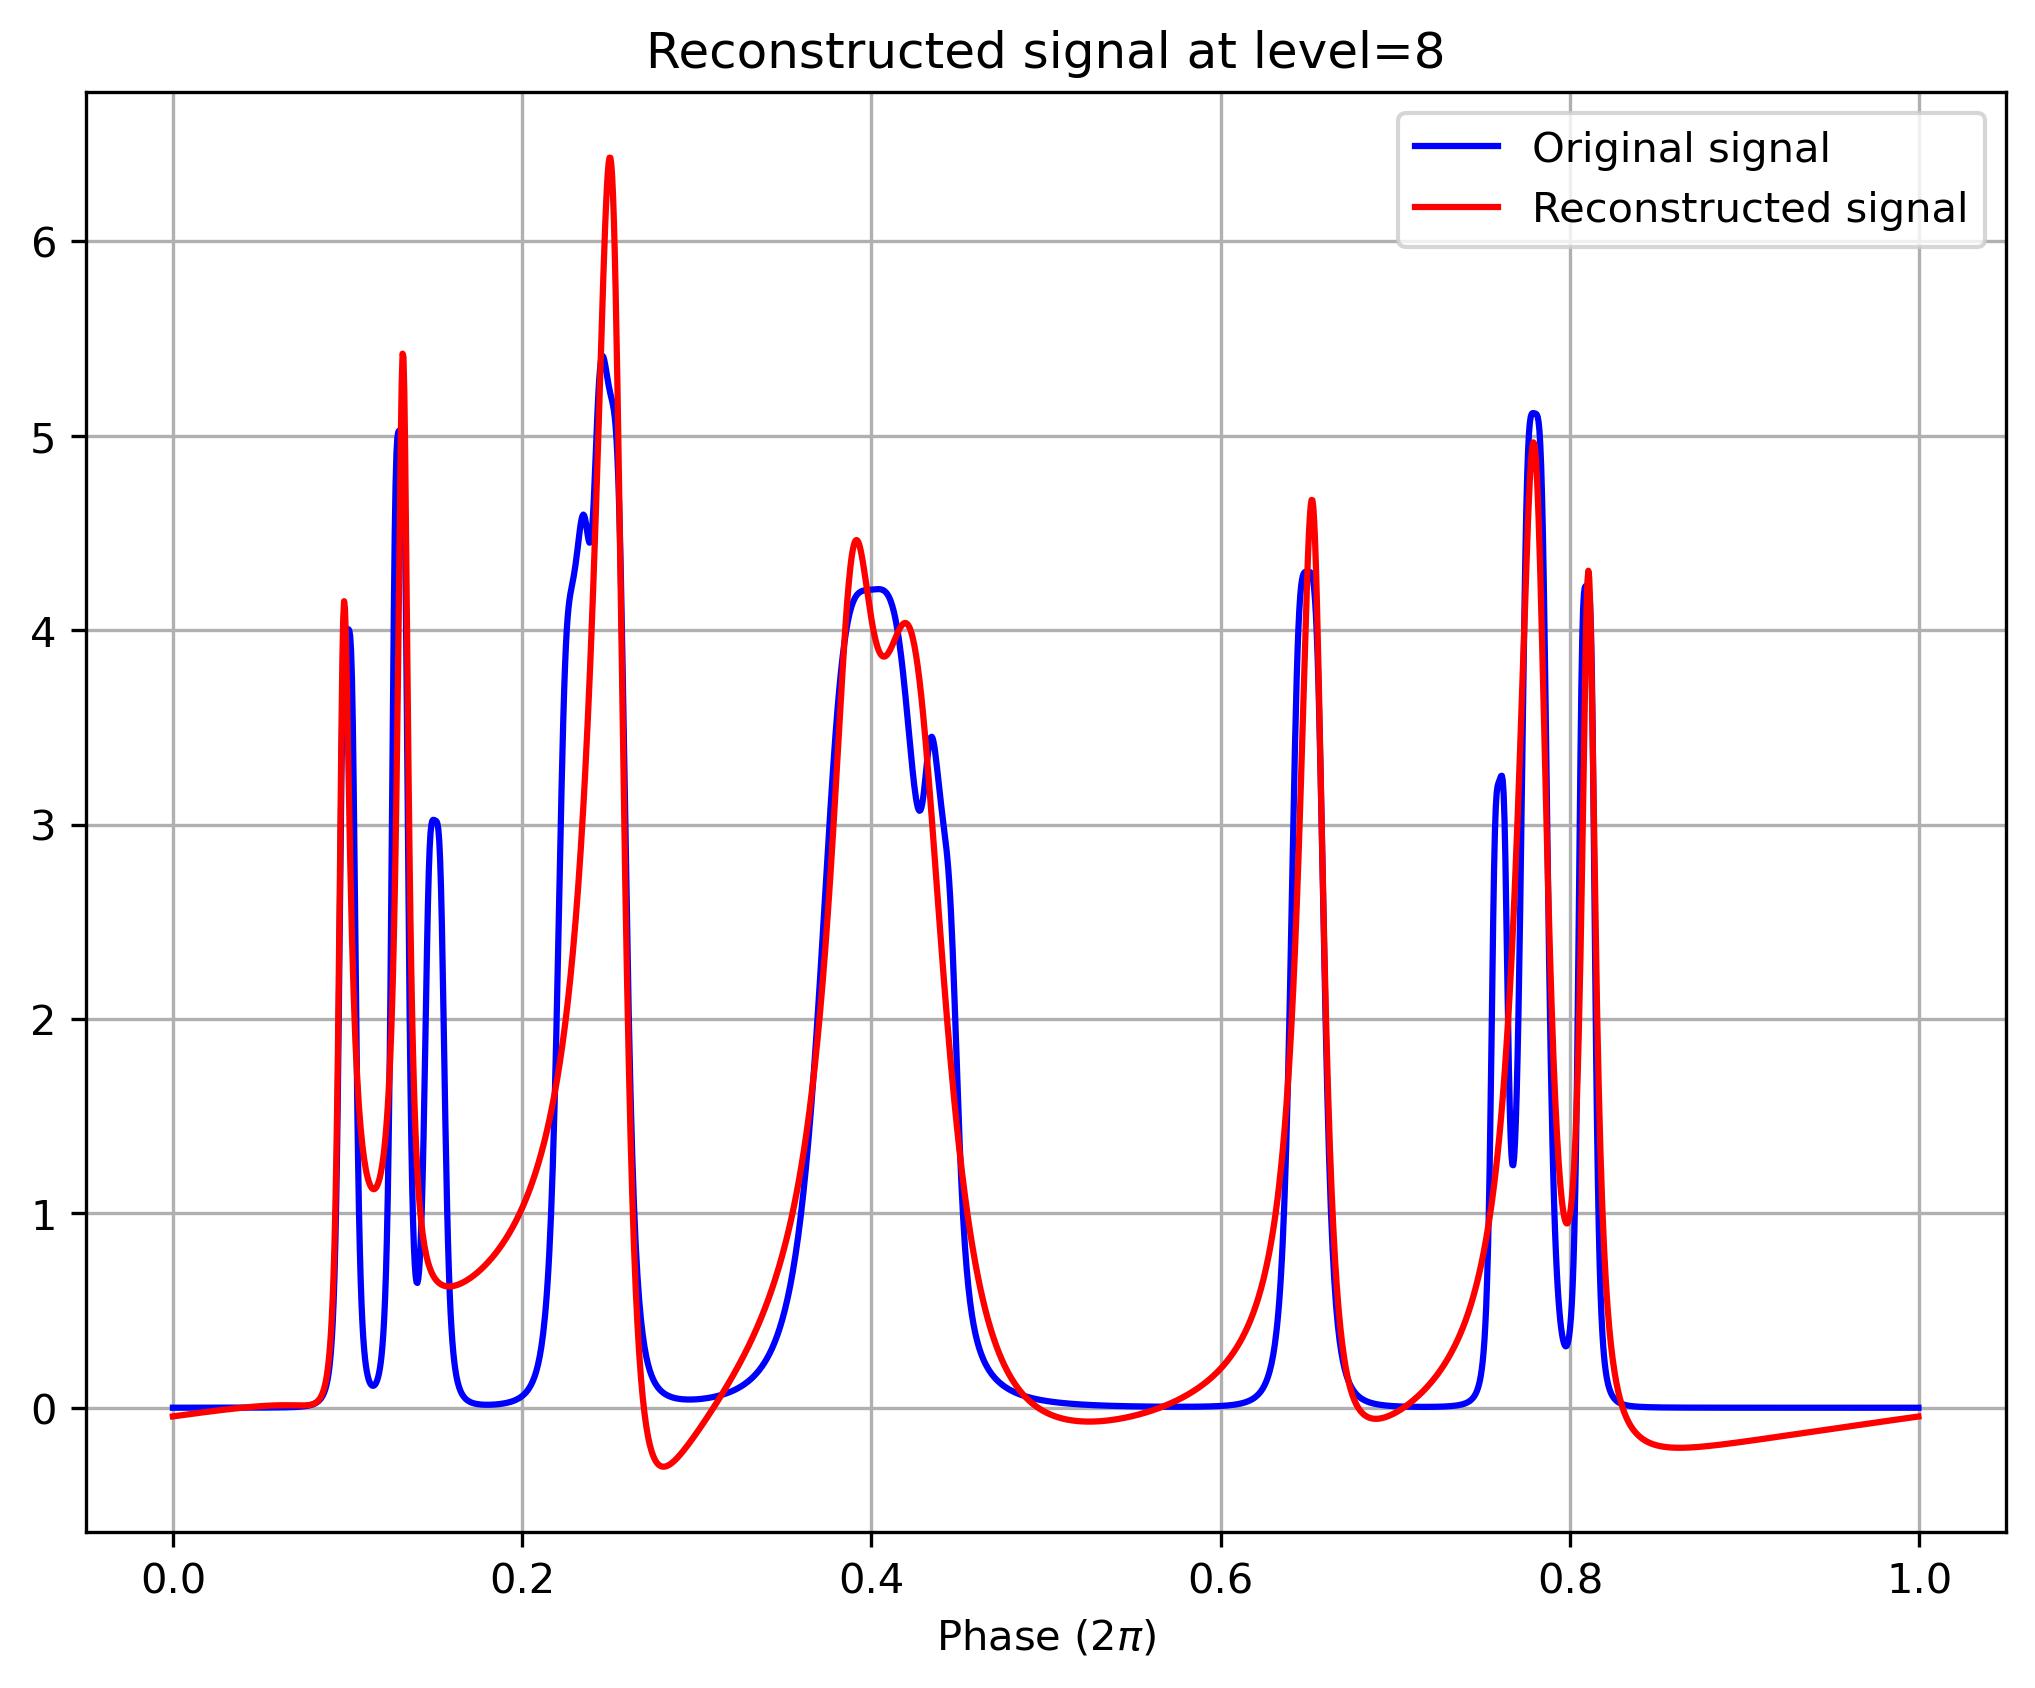 Reconstructed signal at level=8
Original signal
Reconstructed signal
6
5
4
3
2
1
0
0.0 0.2 0.4 0.6 0.8 1.0
Phase (2π)